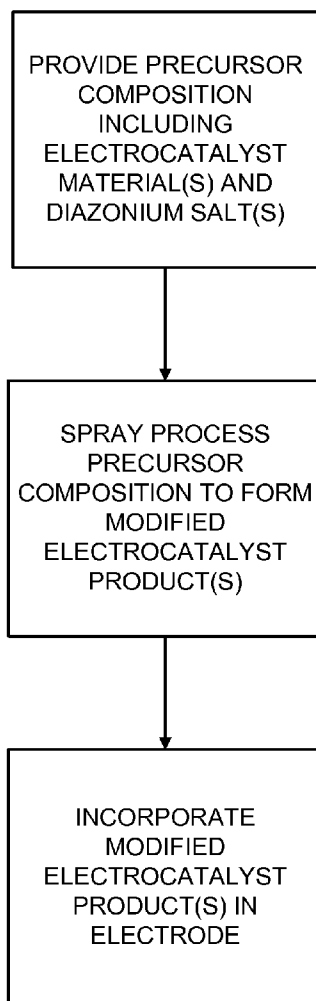 PROVIDE PRECURSOR
COMPOSITION
INCLUDING
ELECTROCATALYST
MATERIAL(S) AND
DIAZONIUM SALT(S)
SPRAY PROCESS
PRECURSOR
COMPOSITION TO FORM
MODIFIED
ELECTROCATALYST
PRODUCT(S)
INCORPORATE
MODIFIED
ELECTROCATALYST
PRODUCT(S) IN
ELECTRODE